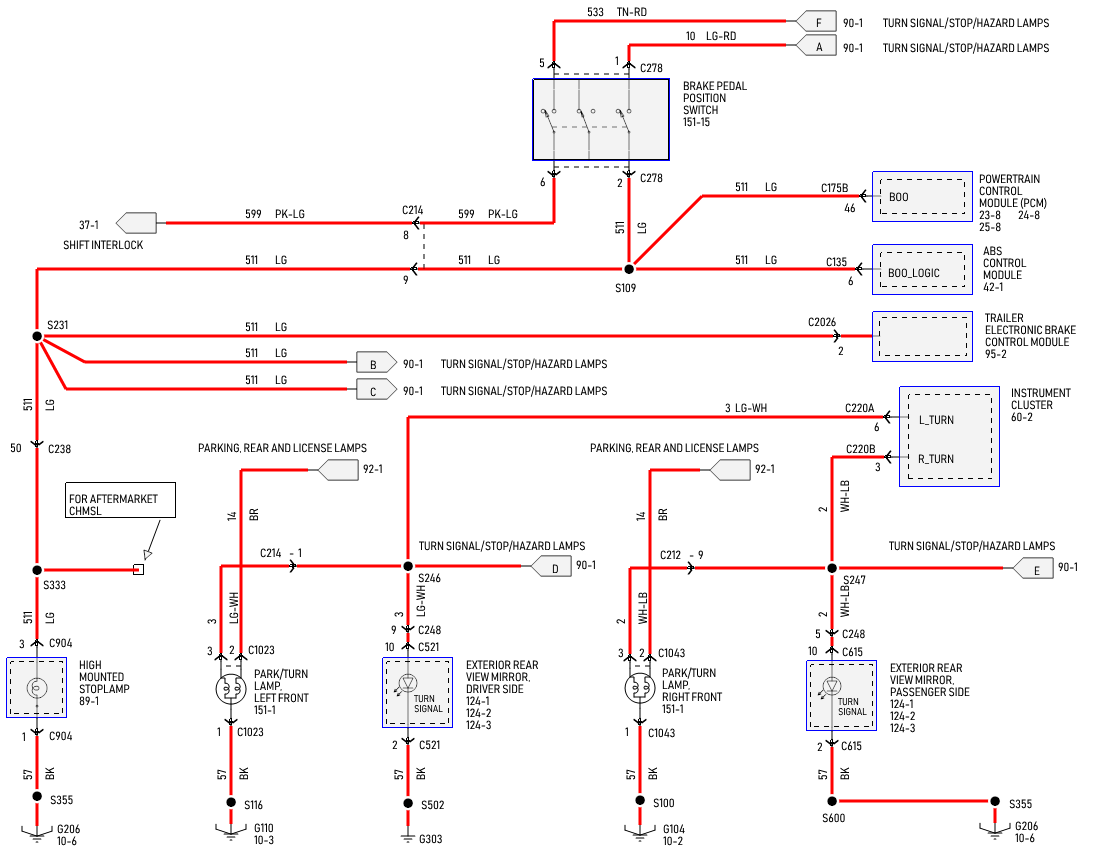 533 TN-RD
F 90-1 TURN SIGNAL/STOP/HAZARD LAMPS
10 LG-RD
A 90-1 TURN SIGNAL/STOP/HAZARD LAMPS
5 1 C278
BRAKE PEDAL
POSITION
SWITCH
151-15
6 2 C278
37-1
SHIFT INTERLOCK
599 PK-LG
C214
8
599 PK-LG
511 LG
511 LG
C175B
46
BOO
POWERTRAIN
CONTROL
MODULE (PCM)
23-8 24-8
25-8
511 LG
9
511 LG
S109
511 LG
C135
6
BOO_LOGIC
ABS
CONTROL
MODULE
42-1
S231
511 LG
C2026
2
TRAILER
ELECTRONIC BRAKE
CONTROL MODULE
95-2
511 LG
B 90-1 TURN SIGNAL/STOP/HAZARD LAMPS
511 LG
C 90-1 TURN SIGNAL/STOP/HAZARD LAMPS
511 LG
50 C238
3 LG-WH
C220A
6
L_TURN
INSTRUMENT
CLUSTER
60-2
C220B
3
R_TURN
PARKING, REAR AND LICENSE LAMPS
92-1
14 BR
PARKING, REAR AND LICENSE LAMPS
92-1
14 BR
2 WH-LB
FOR AFTERMARKET
CHMSL
S333
C214 - 1
TURN SIGNAL/STOP/HAZARD LAMPS
D 90-1
S246
C212 - 9
TURN SIGNAL/STOP/HAZARD LAMPS
E 90-1
S247
511 LG
3 LG-WH
3 LG-WH
2 WH-LB
2 WH-LB
3 C904
HIGH
MOUNTED
STOPLAMP
89-1
1 C904
57 BK
S355
G206
10-6
3 2 C1023
PARK/TURN
LAMP,
LEFT FRONT
151-1
1 C1023
57 BK
S116
G110
10-3
9 C248
10 C521
TURN
SIGNAL
EXTERIOR REAR
VIEW MIRROR,
DRIVER SIDE
124-1
124-2
124-3
2 C521
57 BK
S502
G303
3 2 C1043
PARK/TURN
LAMP,
RIGHT FRONT
151-1
1 C1043
57 BK
S100
G104
10-2
5 C248
10 C615
TURN
SIGNAL
EXTERIOR REAR
VIEW MIRROR,
PASSENGER SIDE
124-1
124-2
124-3
2 C615
57 BK
S600
S355
G206
10-6